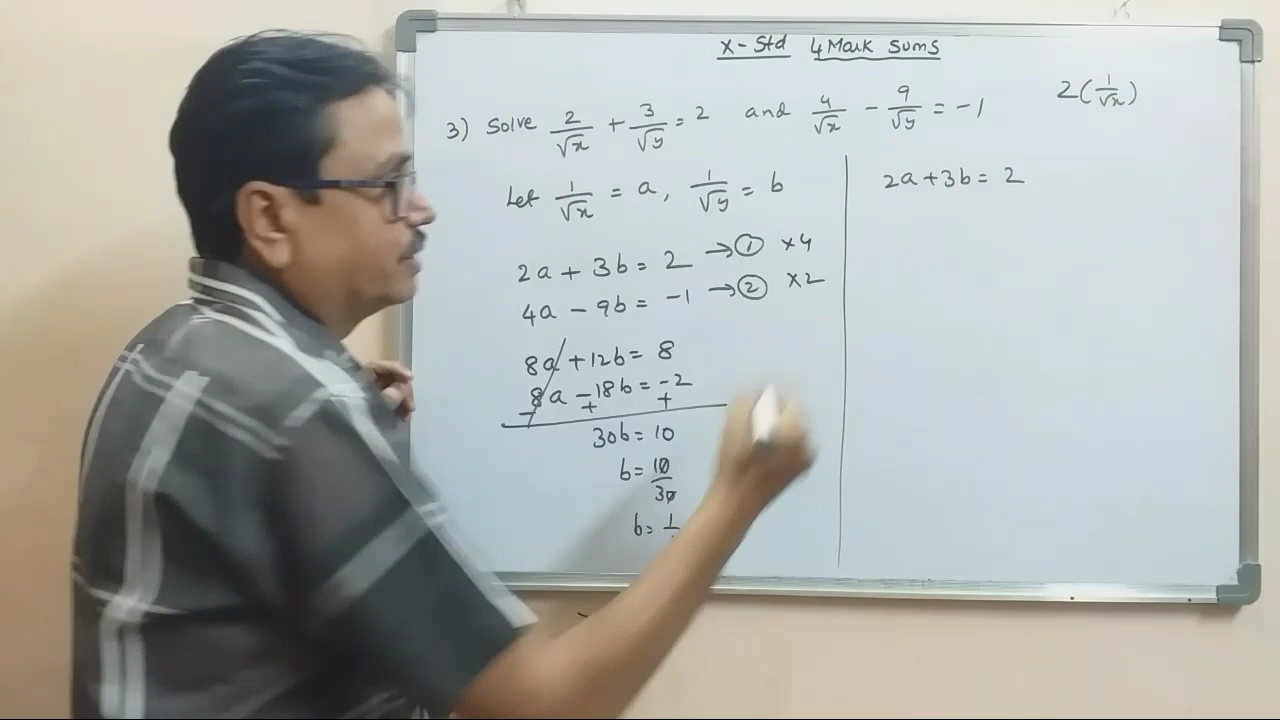 X-Std 4 Mark sums
3) Solve 2/√x + 3/√y = 2 and 4/√x - 9/√y = -1
2(1/√x)
Let 1/√x = a, 1/√y = b
2a + 3b = 2 → ① ×4
4a - 9b = -1 → ② ×2
8a + 12b = 8
8a - 18b = -2
- + +
30b = 10
b = 10/30
b = 1/
2a + 3b = 2